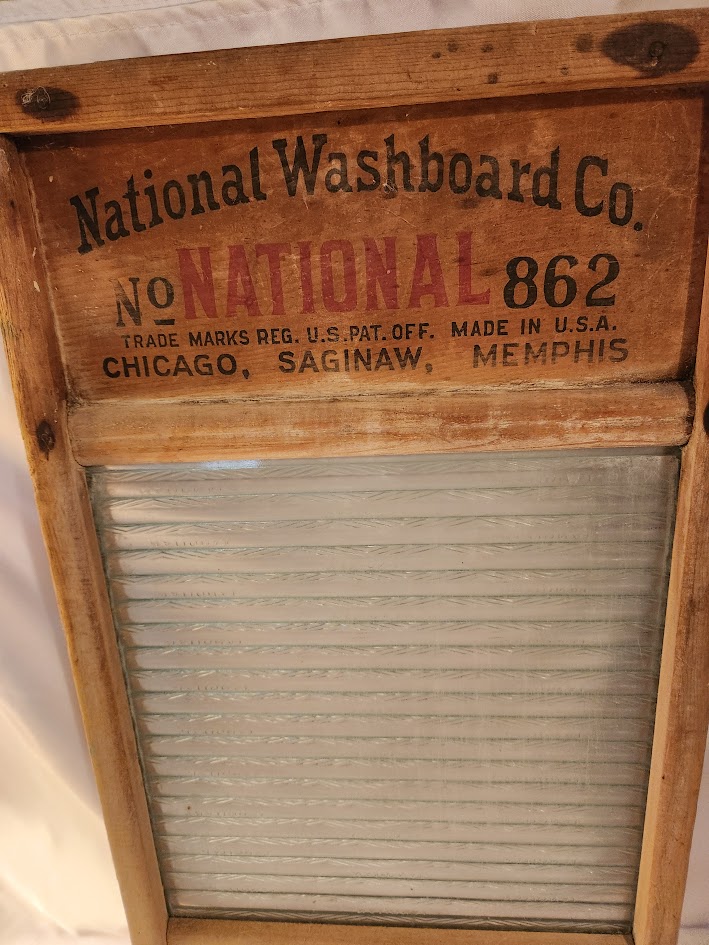 National Washboard Co.
No NATIONAL 862
TRADE MARKS REG. U.S. PAT. OFF. MADE IN U.S.A.
CHICAGO, SAGINAW, MEMPHIS